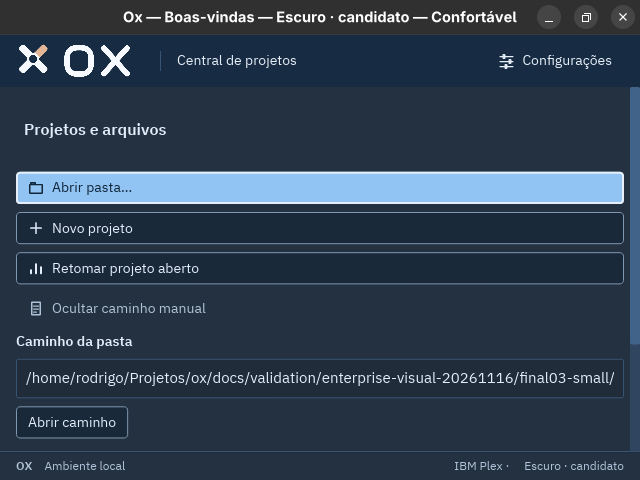 Ox — Boas-vindas — Escuro · candidato — Confortável
OX
Central de projetos
Configurações
Projetos e arquivos
Abrir pasta...
Novo projeto
Retomar projeto aberto
Ocultar caminho manual
Caminho da pasta
/home/rodrigo/Projetos/ox/docs/validation/enterprise-visual-20261116/final03-small/
Abrir caminho
OX Ambiente local
IBM Plex · Escuro · candidato